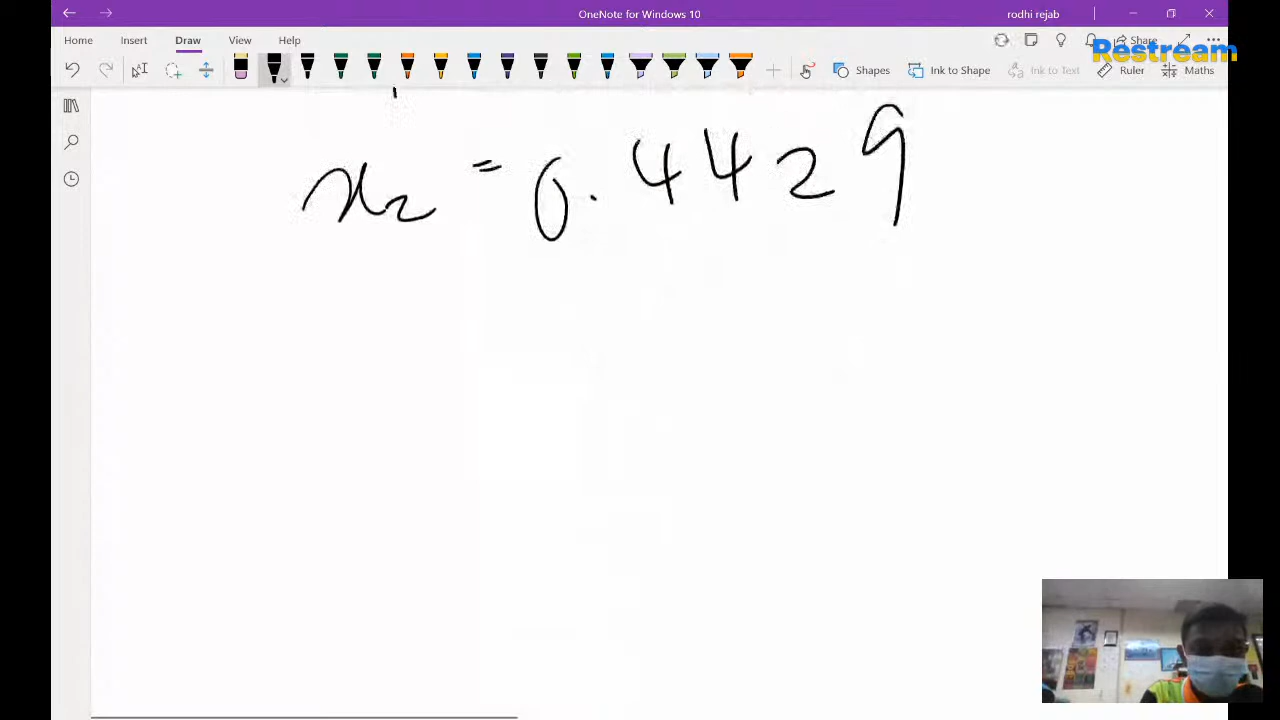 OneNote for Windows 10
rodhi rejab
Home Insert Draw View Help
Share
Restream
Shapes Ink to Shape Ink to Text Ruler Maths
x₂ = 0.4429